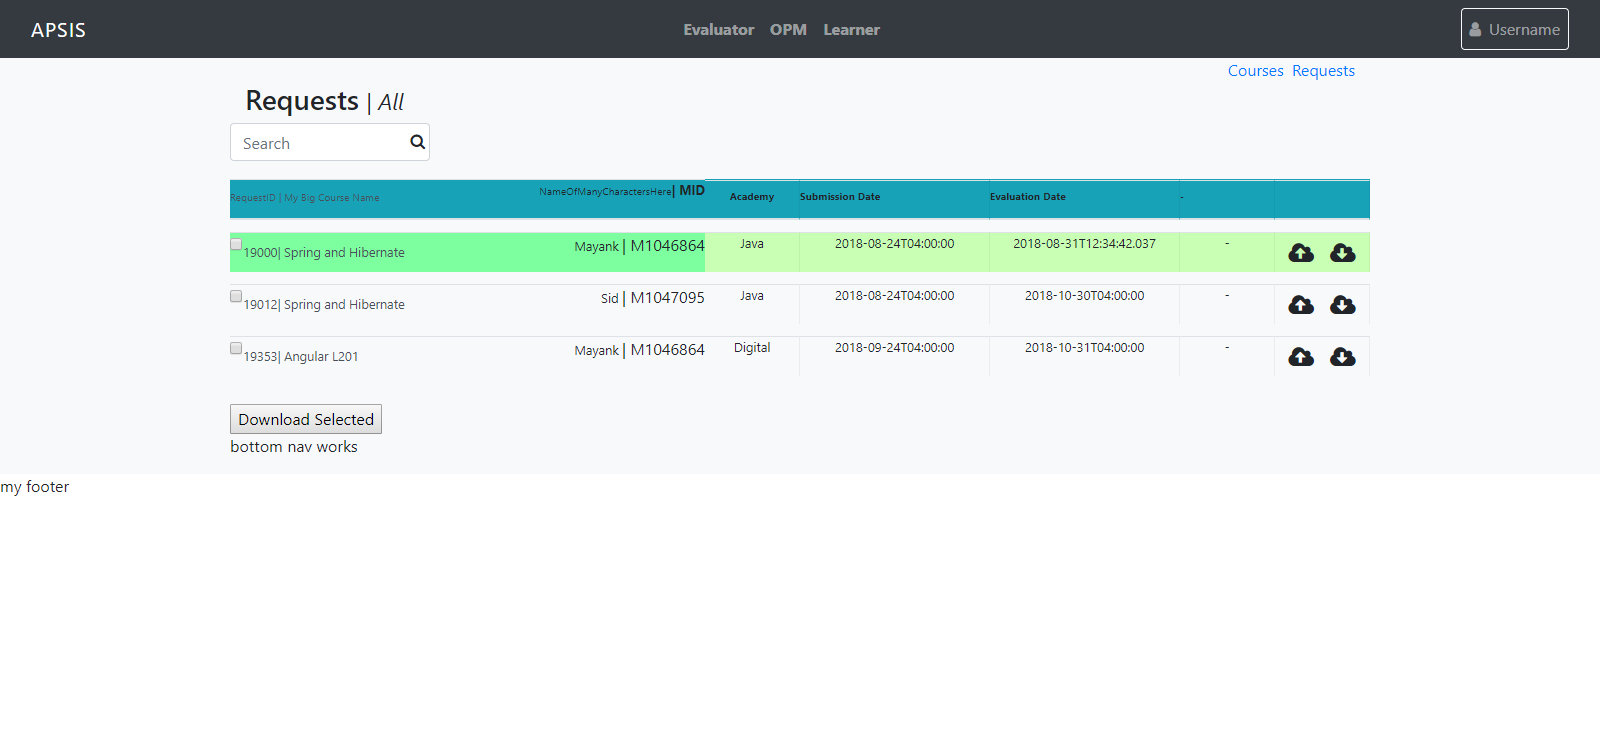 APSIS Evaluator OPM Learner Username
Courses Requests
Requests | All
Search
RequestID | My Big Course Name NameOfManyCharactersHere| MID Academy Submission Date Evaluation Date -
19000| Spring and Hibernate Mayank | M1046864 Java 2018-08-24T04:00:00 2018-08-31T12:34:42.037 -
19012| Spring and Hibernate Sid | M1047095 Java 2018-08-24T04:00:00 2018-10-30T04:00:00 -
19353| Angular L201 Mayank | M1046864 Digital 2018-09-24T04:00:00 2018-10-31T04:00:00 -
Download Selected
bottom nav works
my footer